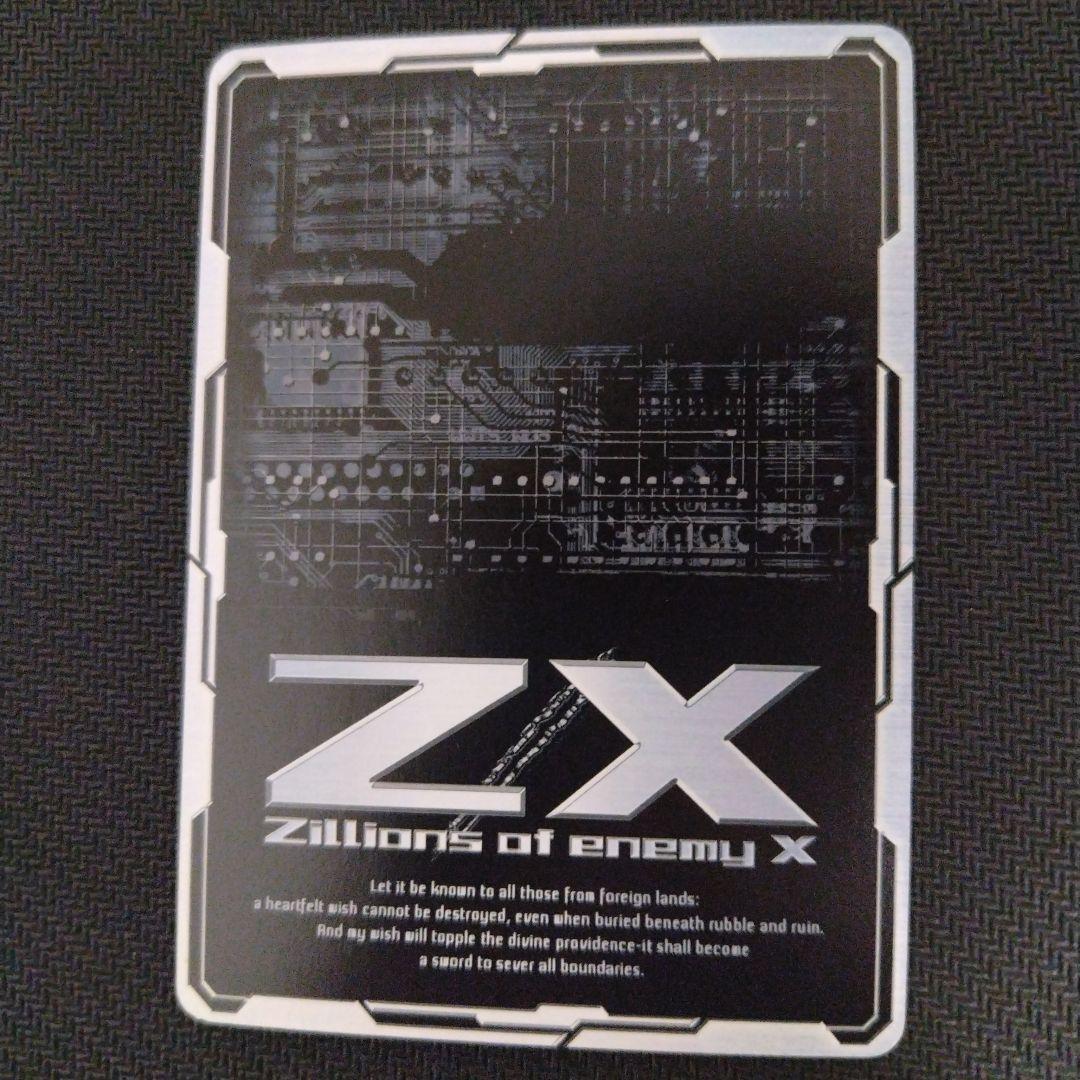 Z/X
Zillions of enemy X
Let it be known to all those from foreign lands:
a heartfelt wish cannot be destroyed, even when buried beneath rubble and ruin.
And my wish will topple the divine providence-it shall become
a sword to sever all boundaries.